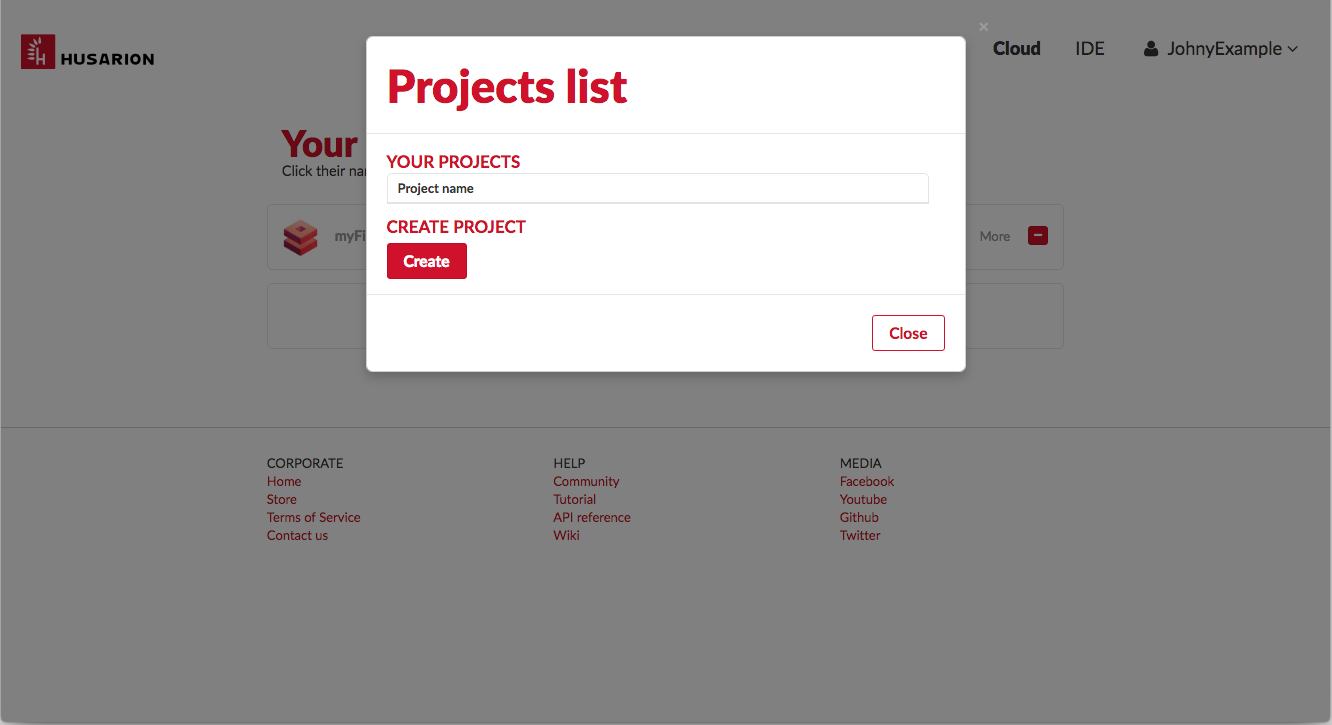 ×
HUSARION
Cloud
IDE
JohnyExample
Projects list
Your
Click their na
YOUR PROJECTS
Project name
CREATE PROJECT
Create
myFi
More
Close
CORPORATE
Home
Store
Terms of Service
Contact us
HELP
Community
Tutorial
API reference
Wiki
MEDIA
Facebook
Youtube
Github
Twitter